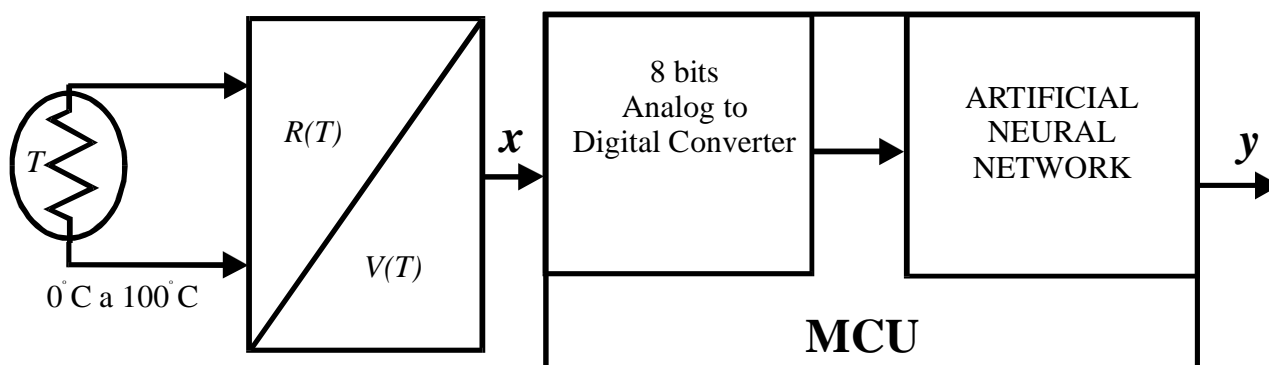 T
0°C a 100°C
R(T)
V(T)
x
8 bits
Analog to
Digital Converter
ARTIFICIAL
NEURAL
NETWORK
y
MCU